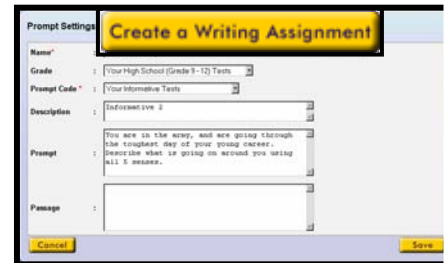 Prompt Settings
Create a Writing Assignment
Name* :
Grade : Your High School (Grade 9 - 12) Tests
Prompt Code * : Your Informative Tests
Description : Informative 2
Prompt : You are in the army, and are going through
the toughest day of your young career.
Describe what is going on around you using
all 5 senses.
Passage :
Cancel
Save